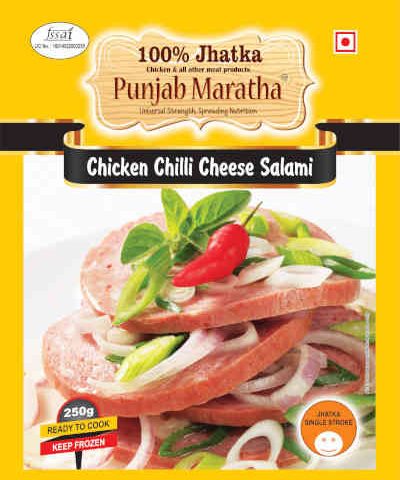 fssai
100% Jhatka
Chicken & all other meat products
Punjab Maratha
Universal Strength, Spreading Nutrition
Chicken Chilli Cheese Salami
250g
READY TO COOK
KEEP FROZEN
JHATKA
SINGLE STROKE